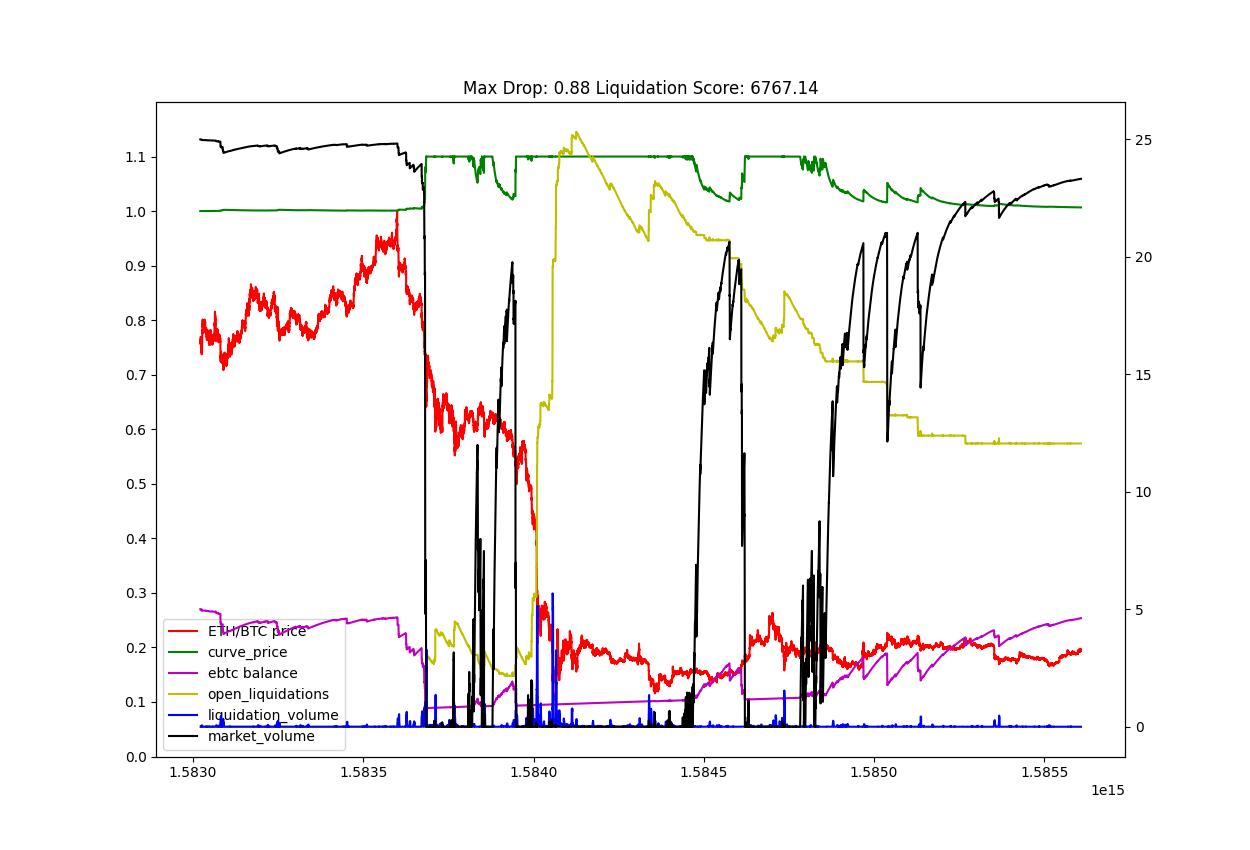 Max Drop: 0.88 Liquidation Score: 6767.14
1.1
1.0
0.9
0.8
0.7
0.6
0.5
0.4
0.3
0.2
0.1
0.0
25
20
15
10
5
0
ETH/BTC price
curve_price
ebtc balance
open_liquidations
liquidation_volume
market_volume
1.5830 1.5835 1.5840 1.5845 1.5850 1.5855
1e15